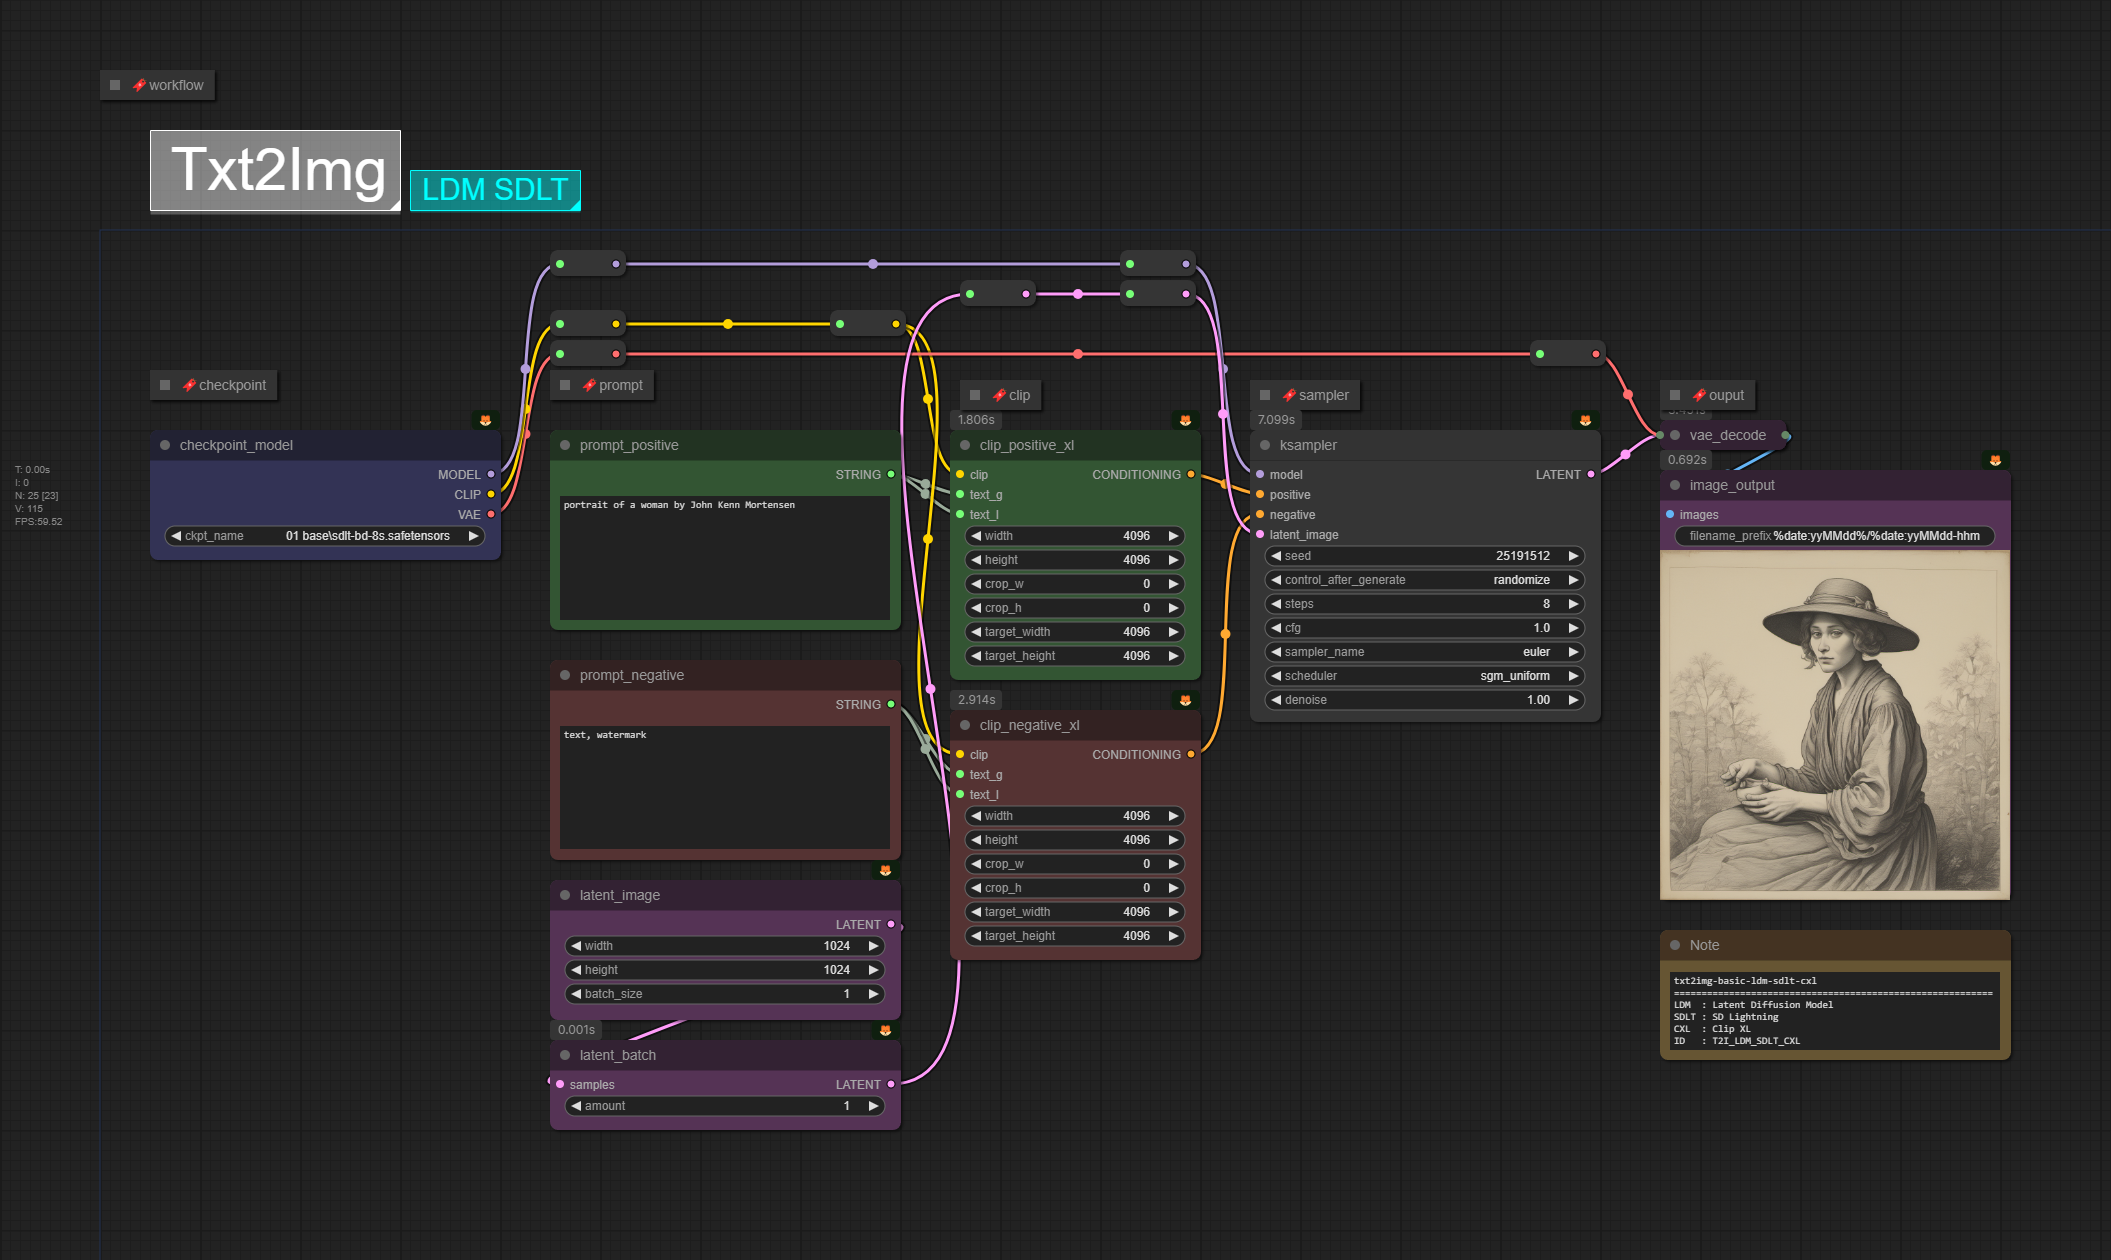 workflow
Txt2Img
LDM SDLT
checkpoint
checkpoint_model
MODEL
CLIP
VAE
ckpt_name 01 base\sdlt-bd-8s.safetensors
T: 0.00s
I: 0
N: 25 [23]
V: 115
FPS:59.52
prompt
prompt_positive
STRING
portrait of a woman by John Kenn Mortensen
prompt_negative
STRING
text, watermark
latent_image
LATENT
width 1024
height 1024
batch_size 1
0.001s
latent_batch
samples LATENT
amount 1
clip
1.806s
clip_positive_xl
clip CONDITIONING
text_g
text_l
width 4096
height 4096
crop_w 0
crop_h 0
target_width 4096
target_height 4096
2.914s
clip_negative_xl
clip CONDITIONING
text_g
text_l
width 4096
height 4096
crop_w 0
crop_h 0
target_width 4096
target_height 4096
sampler
7.099s
ksampler
model LATENT
positive
negative
latent_image
seed 25191512
control_after_generate randomize
steps 8
cfg 1.0
sampler_name euler
scheduler sgm_uniform
denoise 1.00
ouput
vae_decode
0.692s
image_output
images
filename_prefix %date:yyMMdd%/%date:yyMMdd-hhm
Note
txt2img-basic-ldm-sdlt-cxl
==========================================================
LDM : Latent Diffusion Model
SDLT : SD Lightning
CXL : Clip XL
ID : T2I_LDM_SDLT_CXL